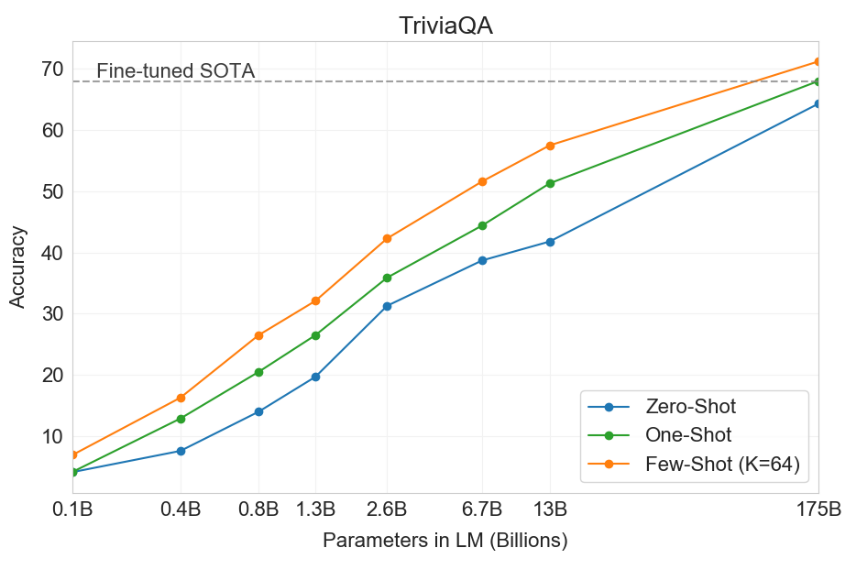 TriviaQA
Fine-tuned SOTA
70
60
50
40
30
20
10
Accuracy
Zero-Shot
One-Shot
Few-Shot (K=64)
0.1B 0.4B 0.8B 1.3B 2.6B 6.7B 13B 175B
Parameters in LM (Billions)